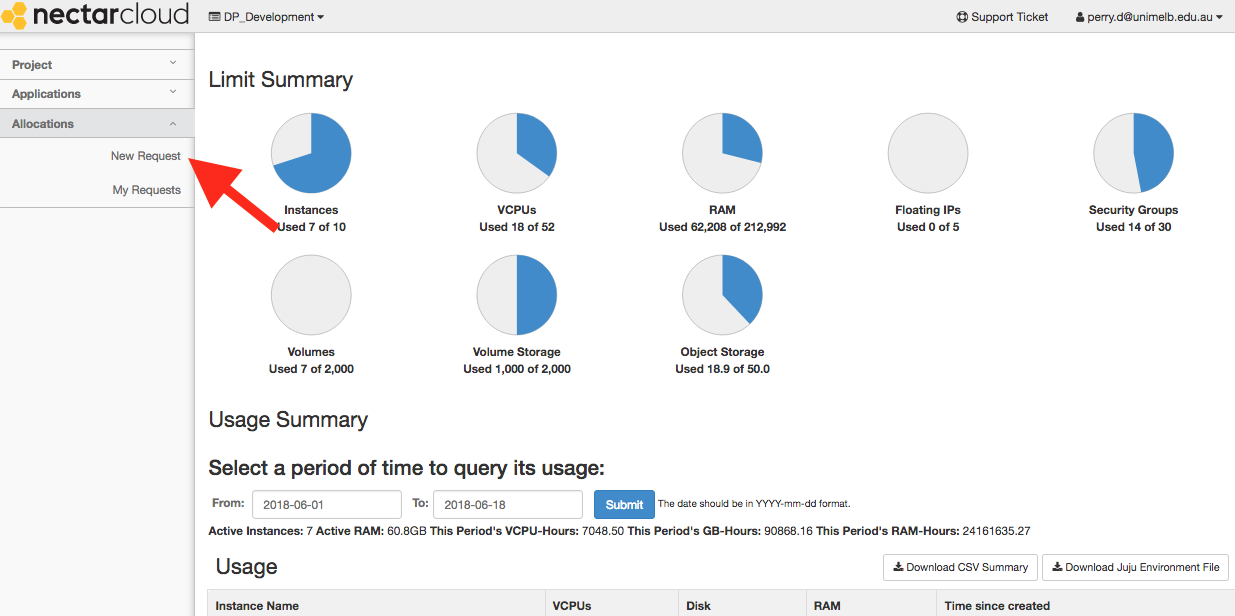 nectarcloud DP_Development Support Ticket perry.d@unimelb.edu.au
Project
Applications
Allocations
New Request
My Requests
Limit Summary
Instances
Used 7 of 10
VCPUs
Used 18 of 52
RAM
Used 62,208 of 212,992
Floating IPs
Used 0 of 5
Security Groups
Used 14 of 30
Volumes
Used 7 of 2,000
Volume Storage
Used 1,000 of 2,000
Object Storage
Used 18.9 of 50.0
Usage Summary
Select a period of time to query its usage:
From: 2018-06-01 To: 2018-06-18 Submit The date should be in YYYY-mm-dd format.
Active Instances: 7 Active RAM: 60.8GB This Period's VCPU-Hours: 7048.50 This Period's GB-Hours: 90868.16 This Period's RAM-Hours: 24161635.27
Usage
Download CSV Summary Download Juju Environment File
Instance Name VCPUs Disk RAM Time since created